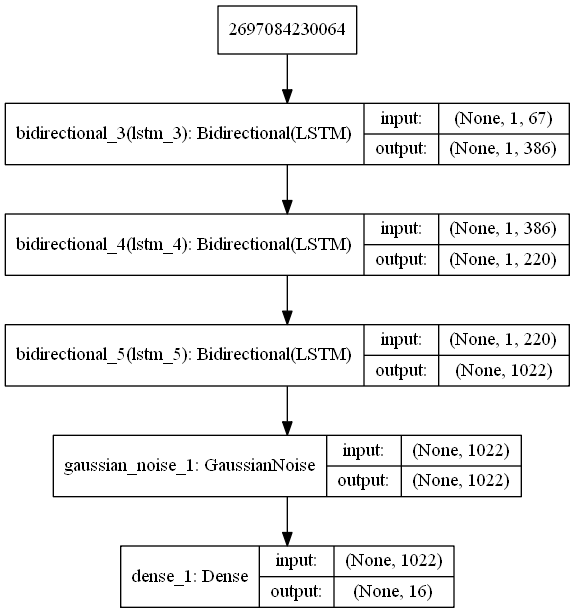 2697084230064
bidirectional_3(lstm_3): Bidirectional(LSTM)
input: (None, 1, 67)
output: (None, 1, 386)
bidirectional_4(lstm_4): Bidirectional(LSTM)
input: (None, 1, 386)
output: (None, 1, 220)
bidirectional_5(lstm_5): Bidirectional(LSTM)
input: (None, 1, 220)
output: (None, 1022)
gaussian_noise_1: GaussianNoise
input: (None, 1022)
output: (None, 1022)
dense_1: Dense
input: (None, 1022)
output: (None, 16)